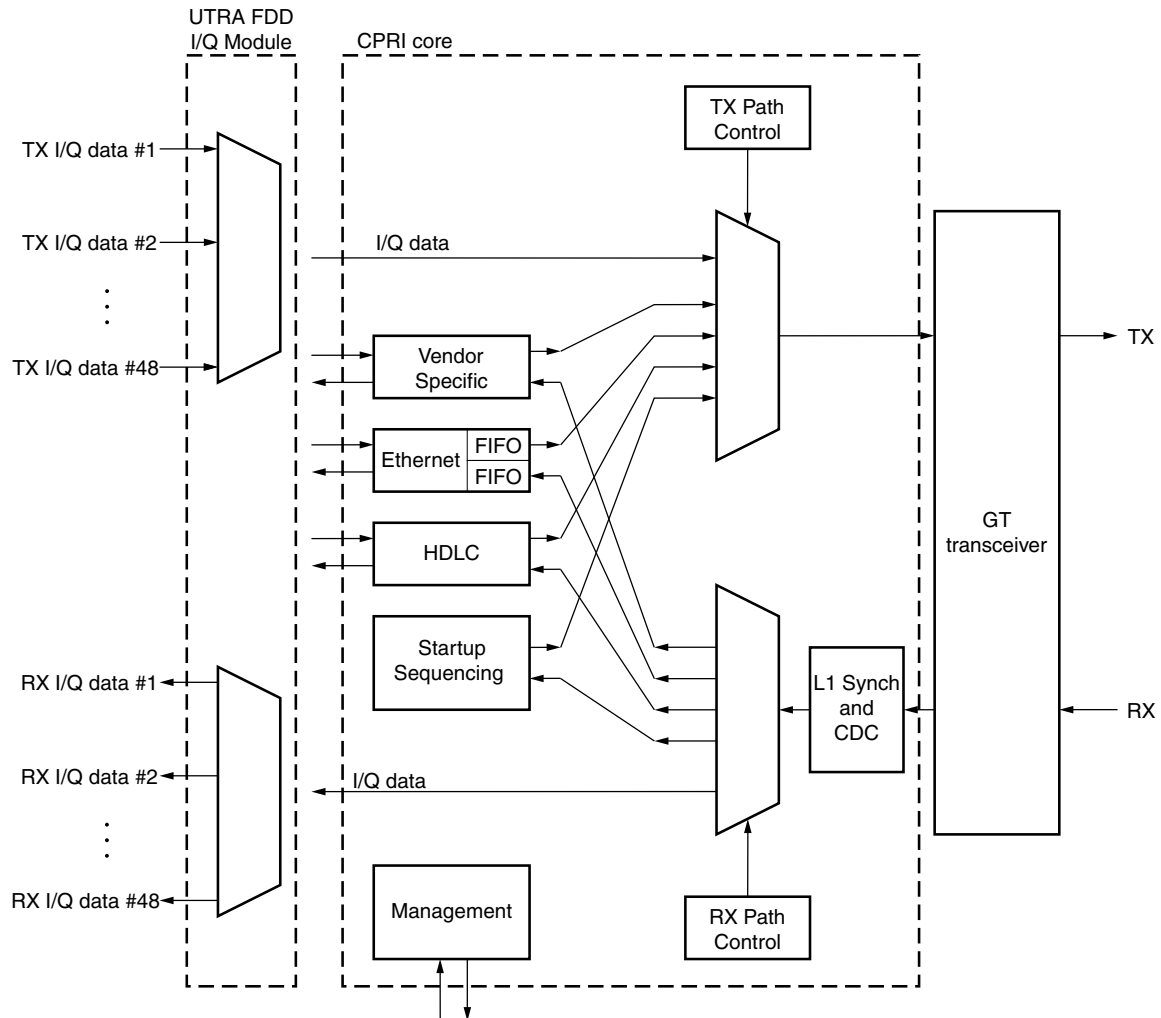 UTRA FDD
I/Q Module
CPRI core
TX Path
Control
TX I/Q data #1
TX I/Q data #2
TX I/Q data #48
I/Q data
Vendor
Specific
TX
Ethernet
FIFO
FIFO
HDLC
GT
transceiver
Startup
Sequencing
RX I/Q data #1
L1 Synch
and
CDC
RX
RX I/Q data #2
I/Q data
RX I/Q data #48
Management
RX Path
Control